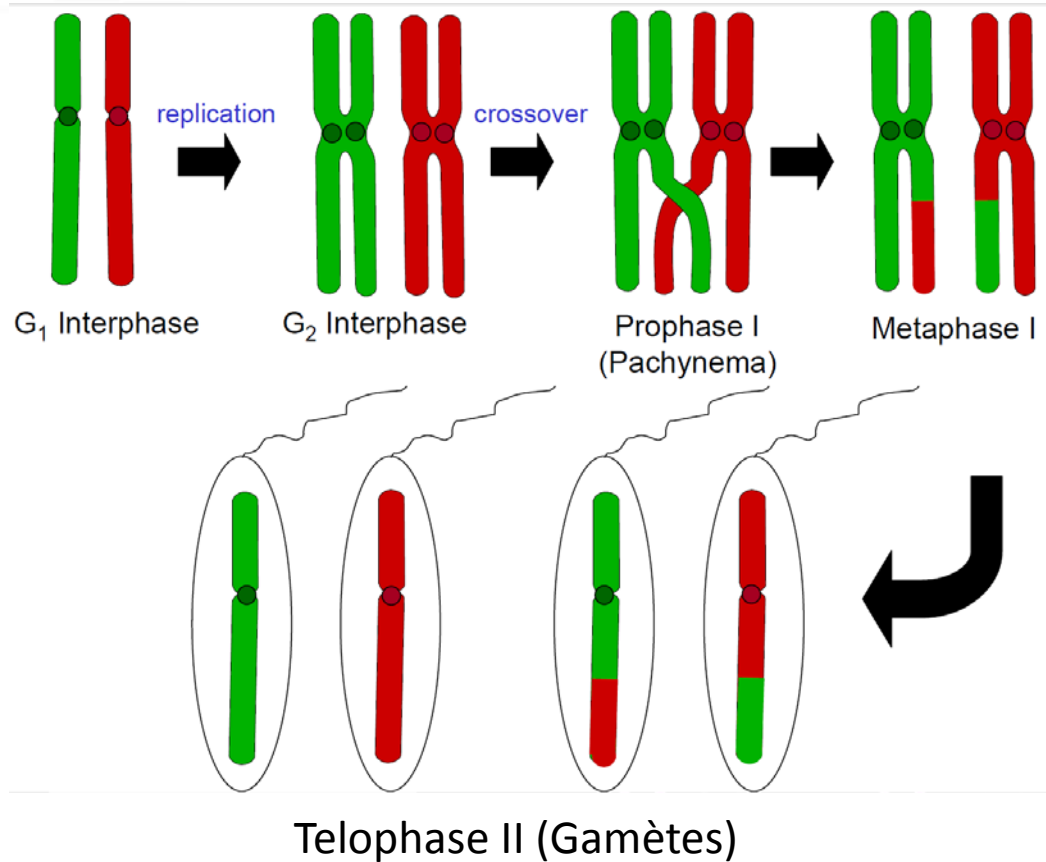 replication
crossover
G₁ Interphase
G₂ Interphase
Prophase I
(Pachynema)
Metaphase I
Telophase II (Gamètes)